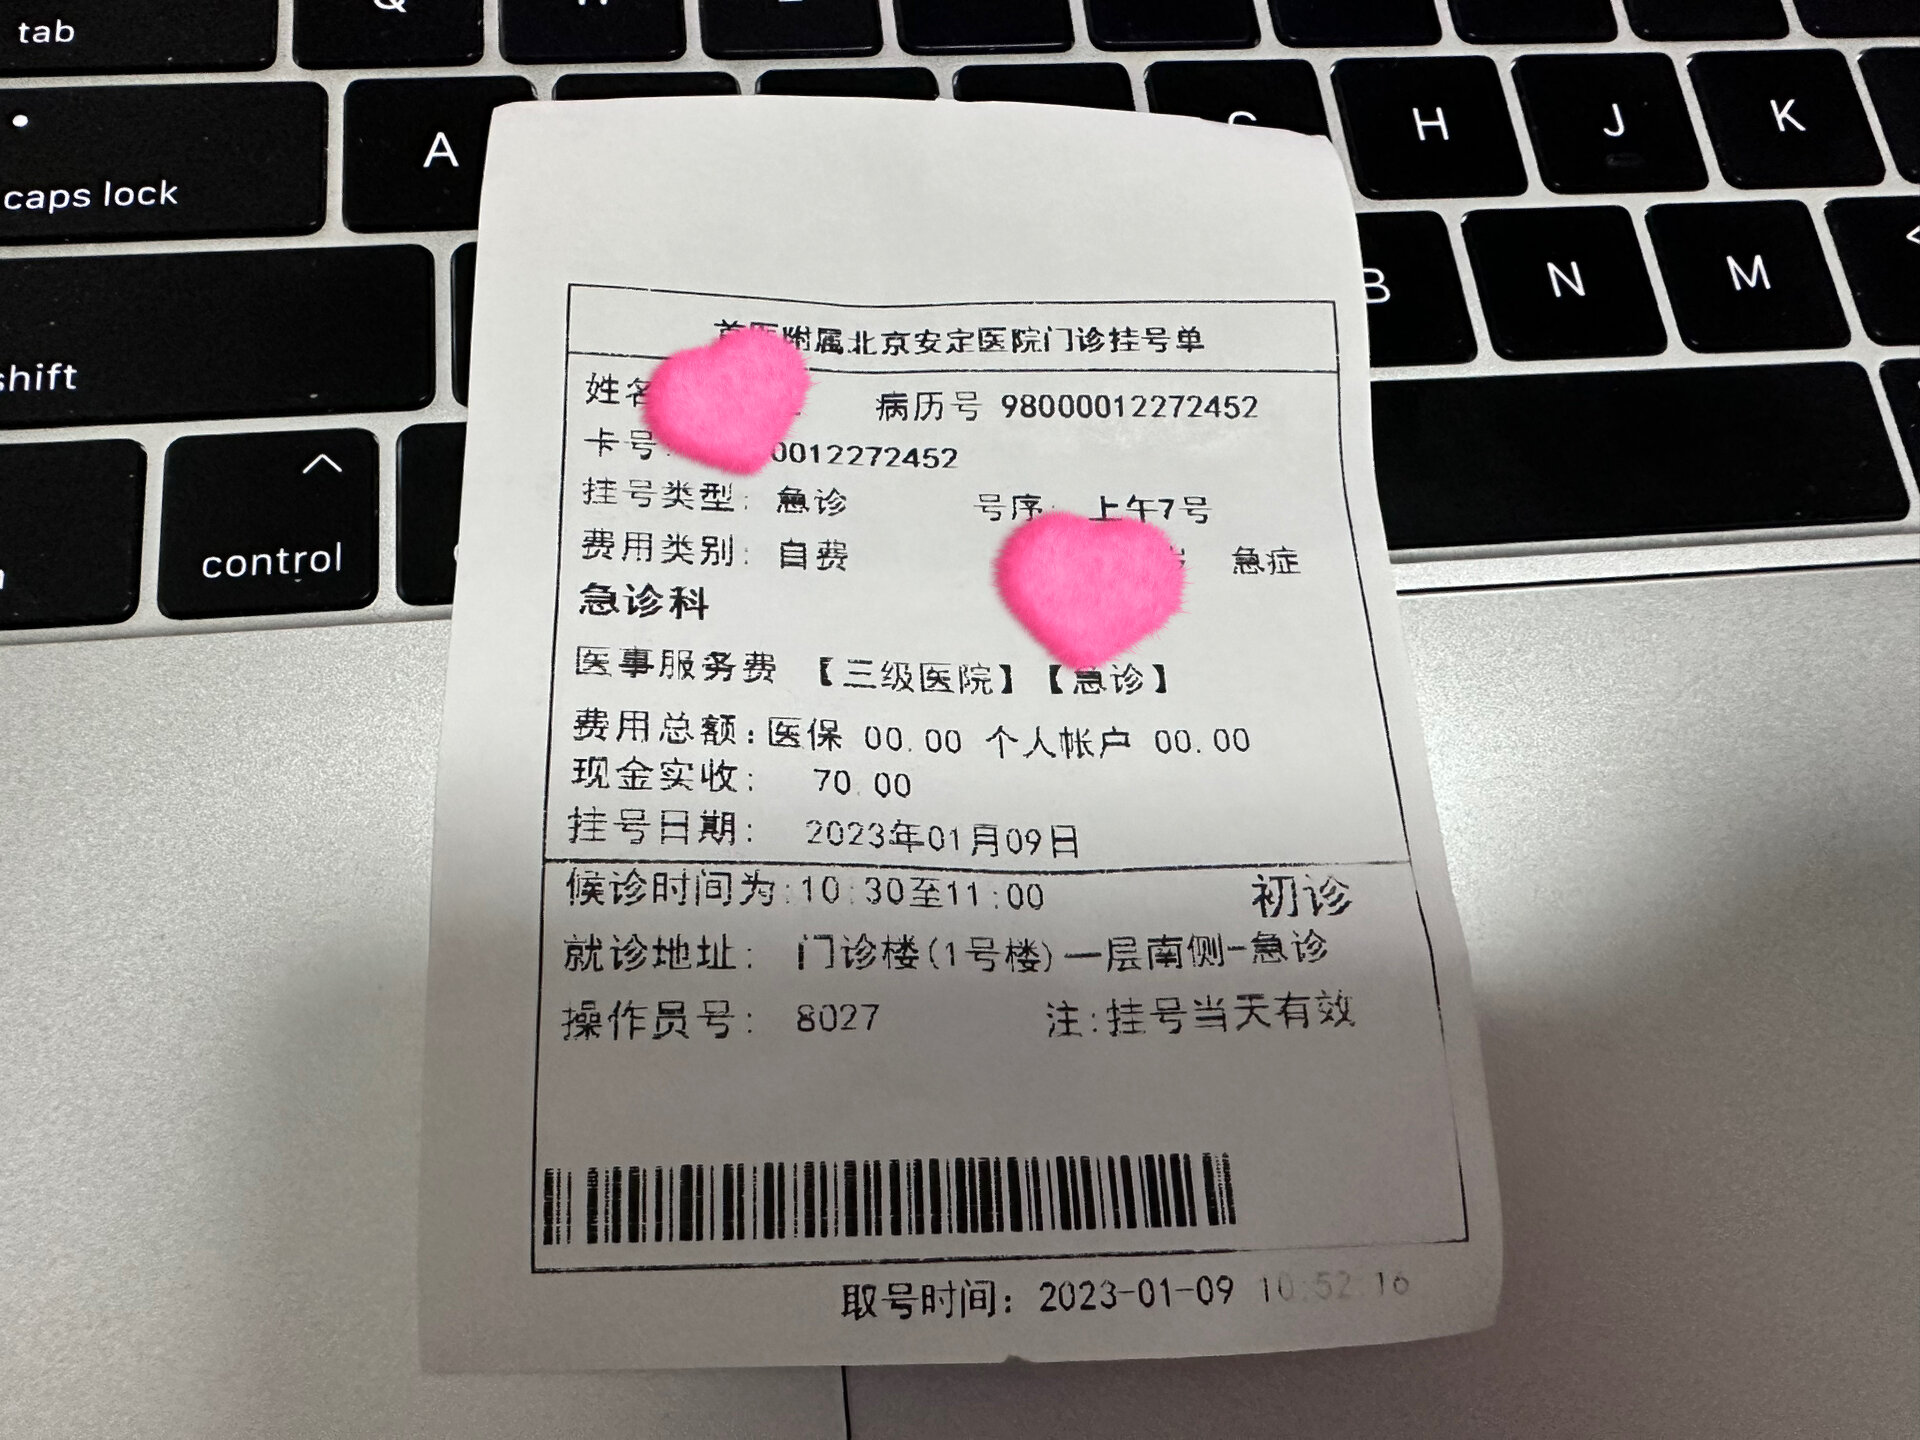 tab
caps lock
A
H
J
K
shift
B
N
M
control
首医附属北京安定医院门诊挂号单
姓名 病历号 98000012272452
卡号: 0012272452
挂号类型: 急诊 号序: 上午7号
费用类别: 自费 急症
急诊科
医事服务费 【三级医院】【急诊】
费用总额:医保 00.00 个人帐户 00.00
现金实收: 70.00
挂号日期: 2023年01月09日
候诊时间为:10:30至11:00 初诊
就诊地址: 门诊楼(1号楼)一层南侧-急诊
操作员号: 8027 注:挂号当天有效
取号时间: 2023-01-09 10:52:16